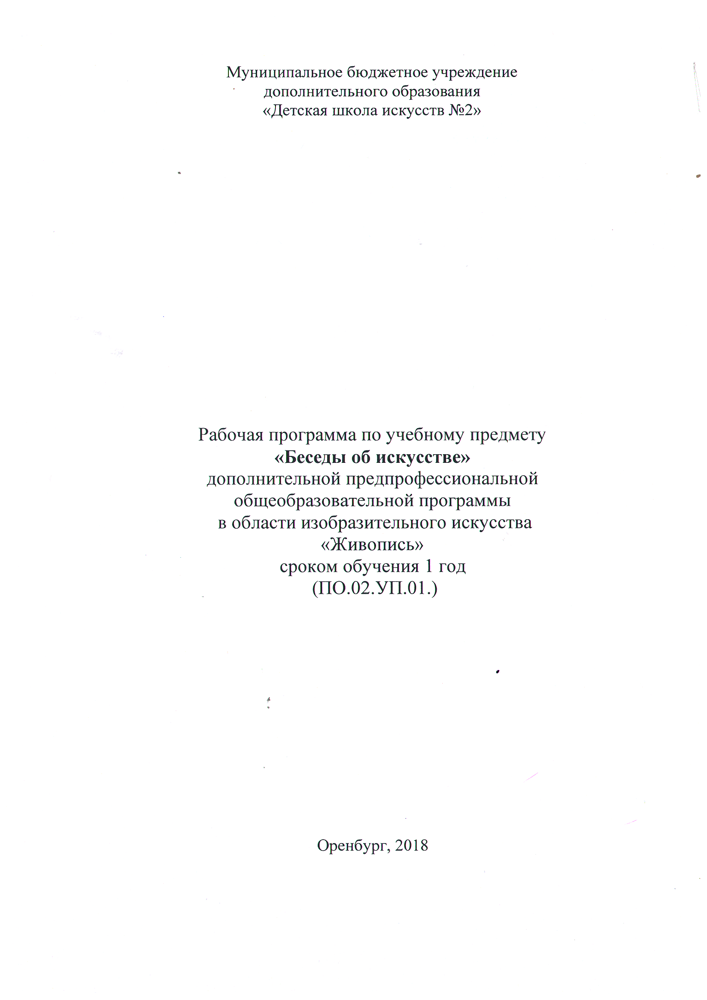 Муниципальное бюджетное учреждение
дополнительного образования
«Детская школа искусств №2»
Рабочая программа по учебному предмету
«Беседы об искусстве»
дополнительной предпрофессиональной
общеобразовательной программы
в области изобразительного искусства
«Живопись»
сроком обучения 1 год
(ПО.02.УП.01.)
Оренбург, 2018